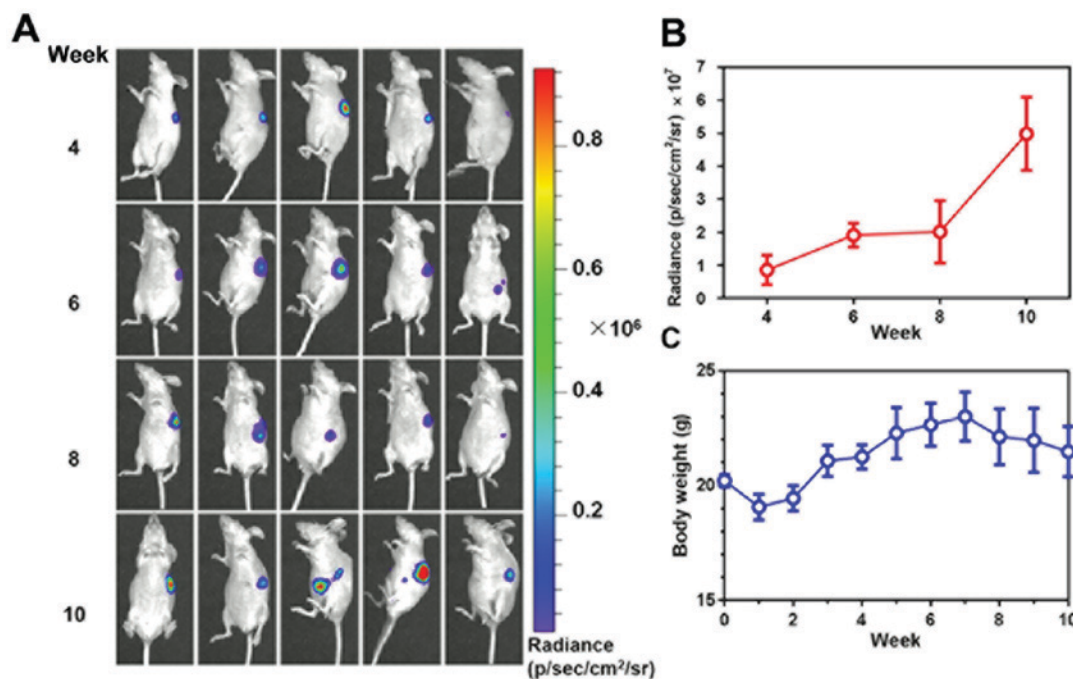 A
Week
4
6
8
10
0.8
0.6
×10⁶
0.4
0.2
Radiance
(p/sec/cm²/sr)
B
Radiance (p/sec/cm²/sr) ×10⁷
7
6
5
4
3
2
1
0
4 6 8 10
Week
C
Body weight (g)
25
20
15
0 2 4 6 8 10
Week